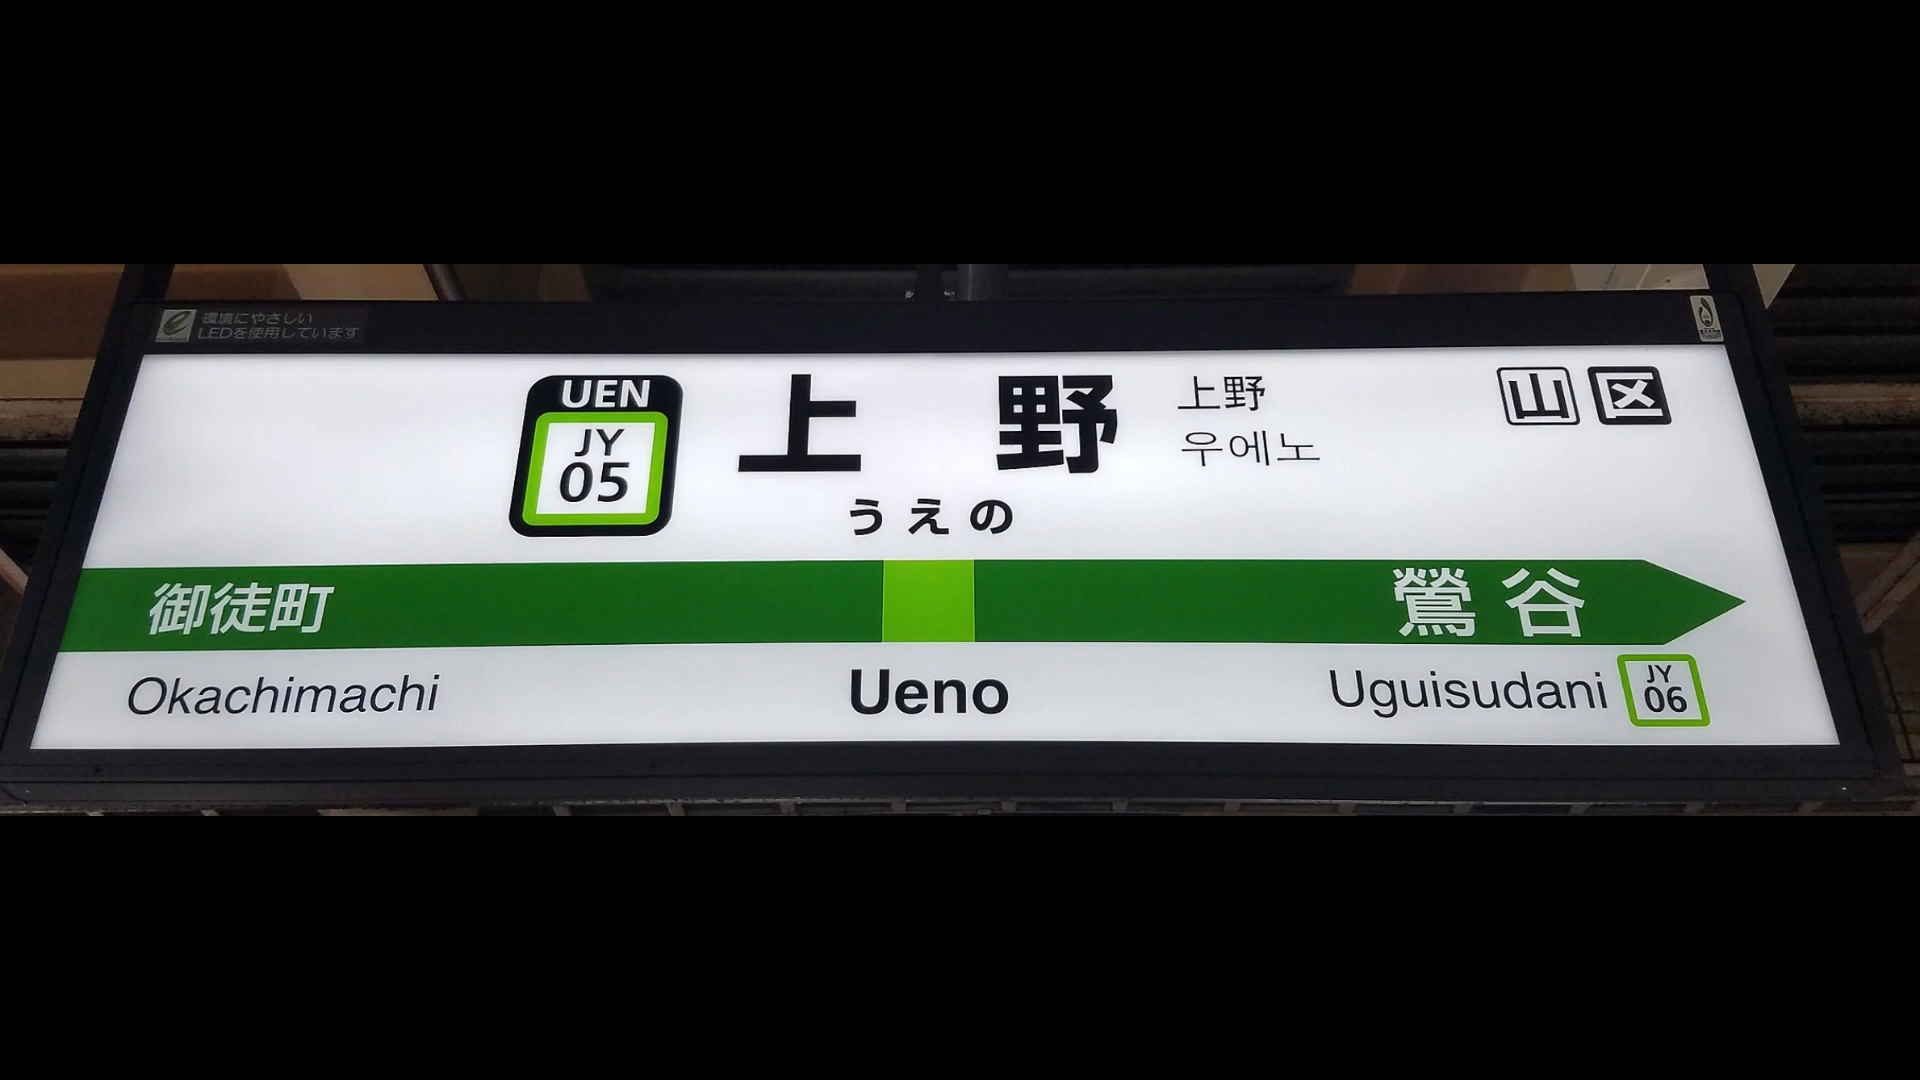 環境にやさしい
LEDを使用しています
UEN
JY
05
上野
うえの
上野
우에노
山 区
御徒町
鶯谷
Okachimachi
Ueno
Uguisudani
JY
06